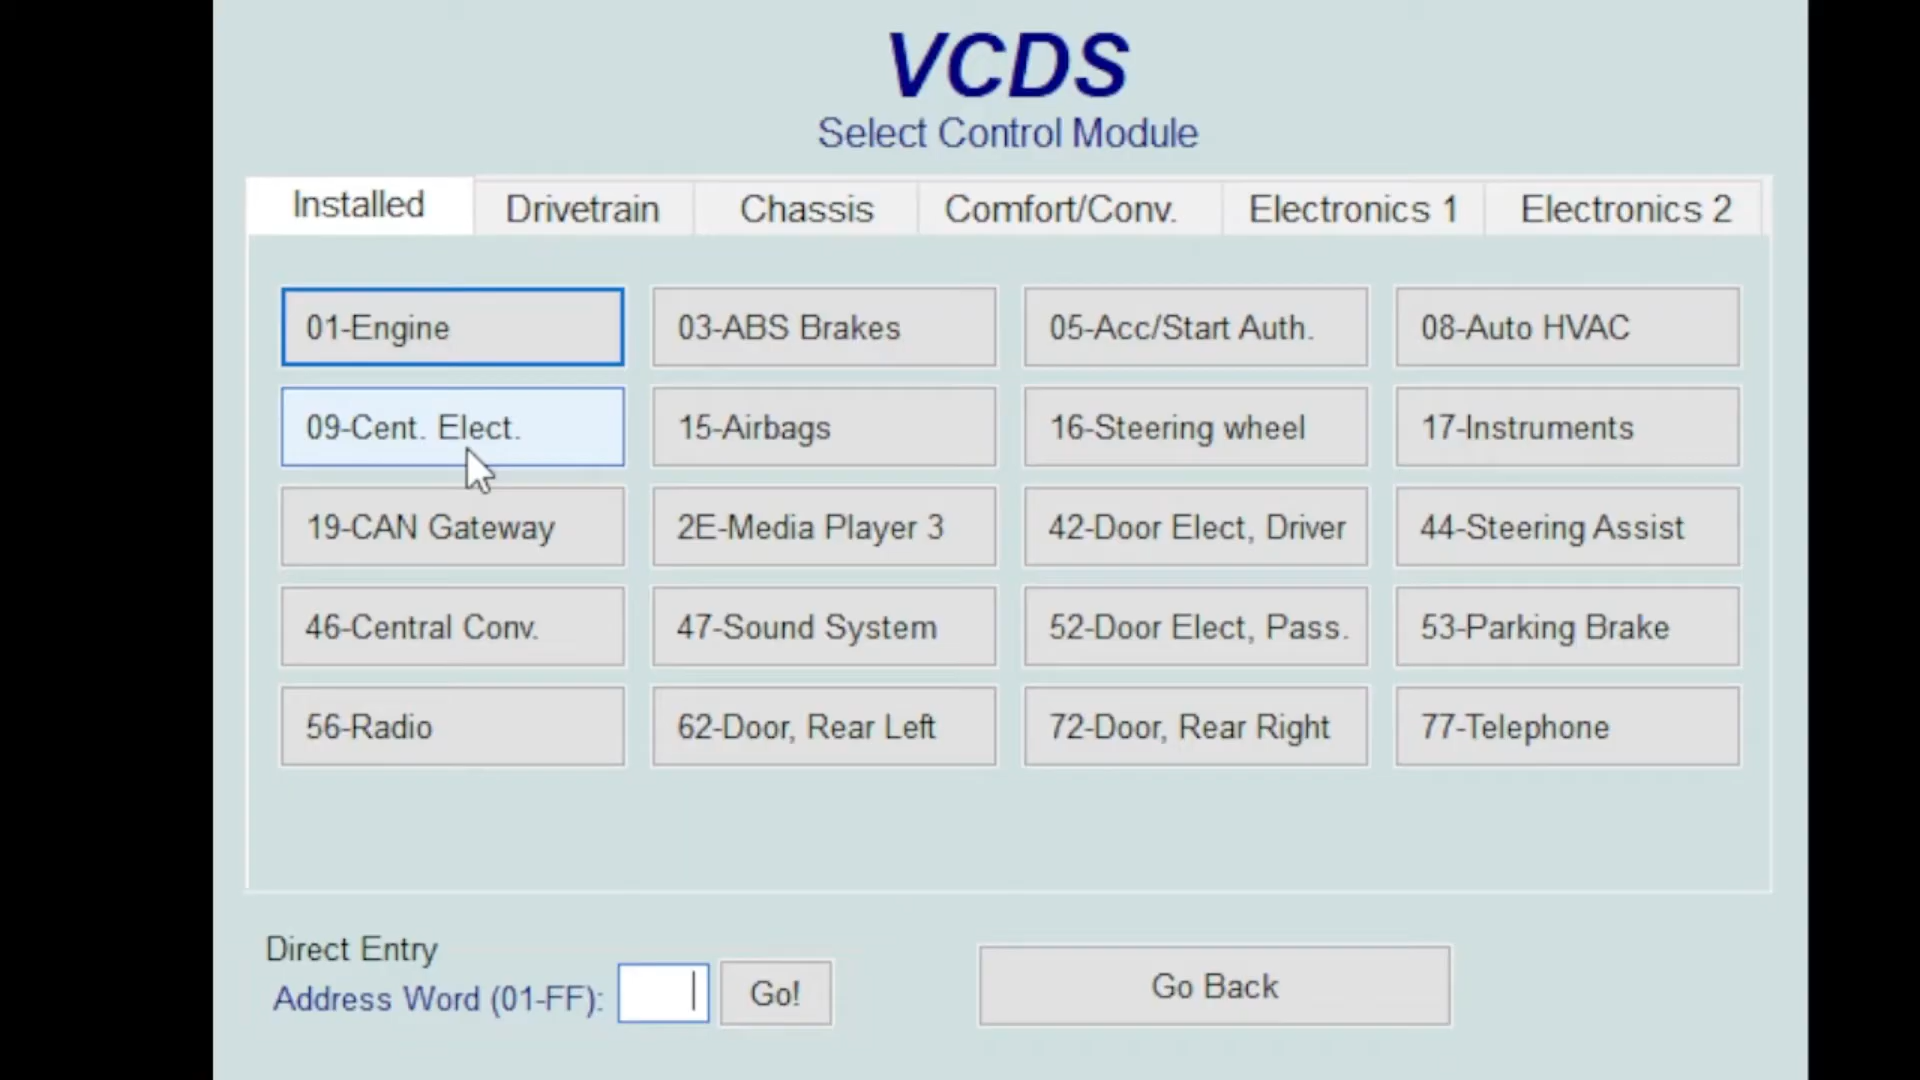 VCDS
Select Control Module
Installed Drivetrain Chassis Comfort/Conv. Electronics 1 Electronics 2
01-Engine 03-ABS Brakes 05-Acc/Start Auth. 08-Auto HVAC
09-Cent. Elect. 15-Airbags 16-Steering wheel 17-Instruments
19-CAN Gateway 2E-Media Player 3 42-Door Elect, Driver 44-Steering Assist
46-Central Conv. 47-Sound System 52-Door Elect, Pass. 53-Parking Brake
56-Radio 62-Door, Rear Left 72-Door, Rear Right 77-Telephone
Direct Entry
Address Word (01-FF): Go! Go Back